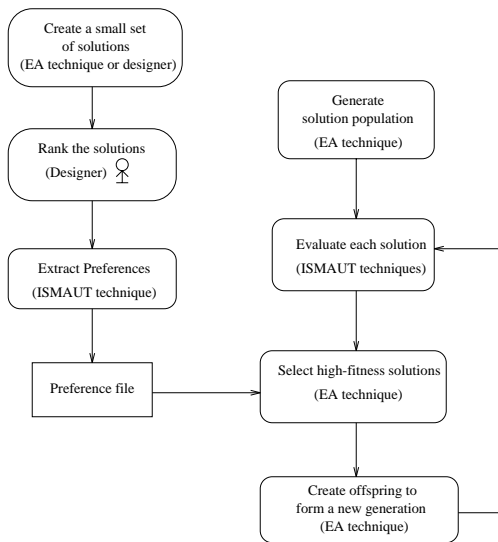 Create a small set
of solutions
(EA technique or designer)
Rank the solutions
(Designer)
Extract Preferences
(ISMAUT technique)
Preference file
Generate
solution population
(EA technique)
Evaluate each solution
(ISMAUT techniques)
Select high-fitness solutions
(EA technique)
Create offspring to
form a new generation
(EA technique)